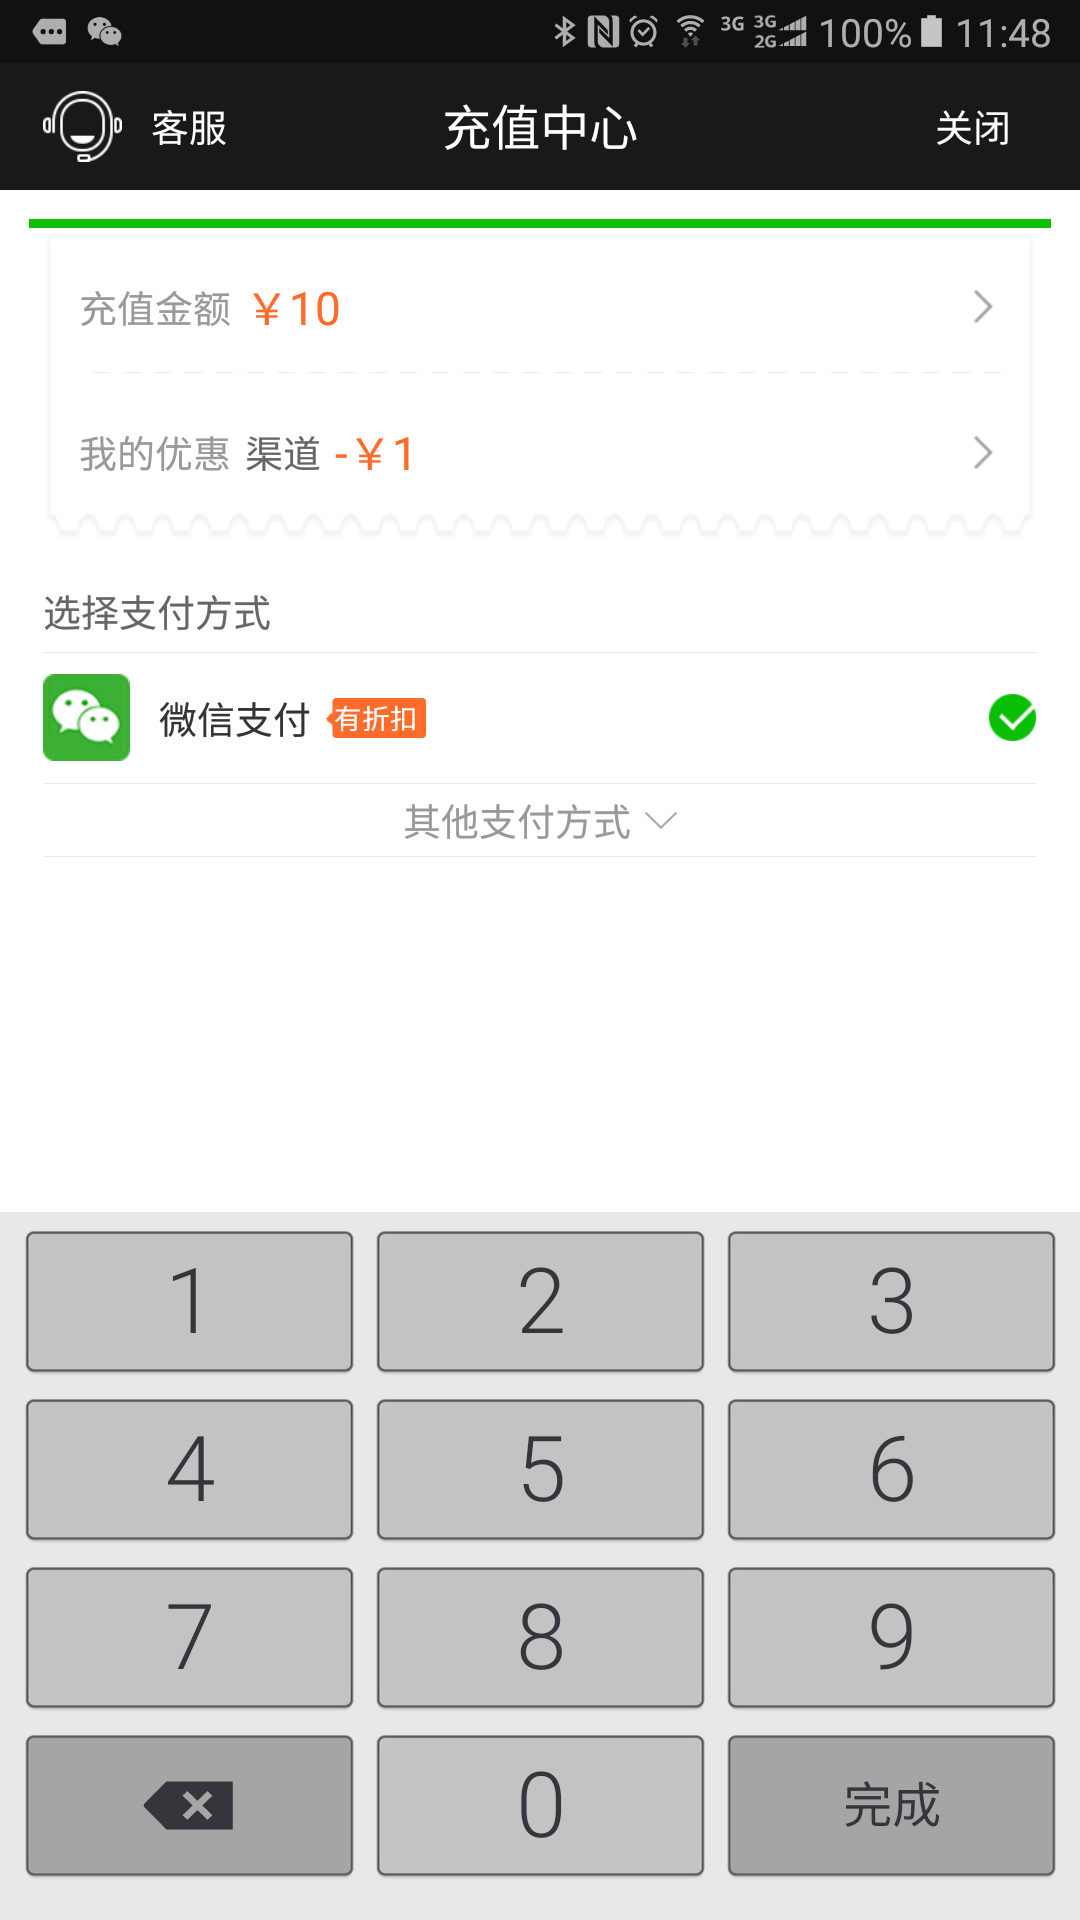 3G 3G 2G 100% 11:48
客服 充值中心 关闭
充值金额 ¥10
我的优惠 渠道 -¥1
选择支付方式
微信支付 有折扣
其他支付方式
1 2 3
4 5 6
7 8 9
0 完成